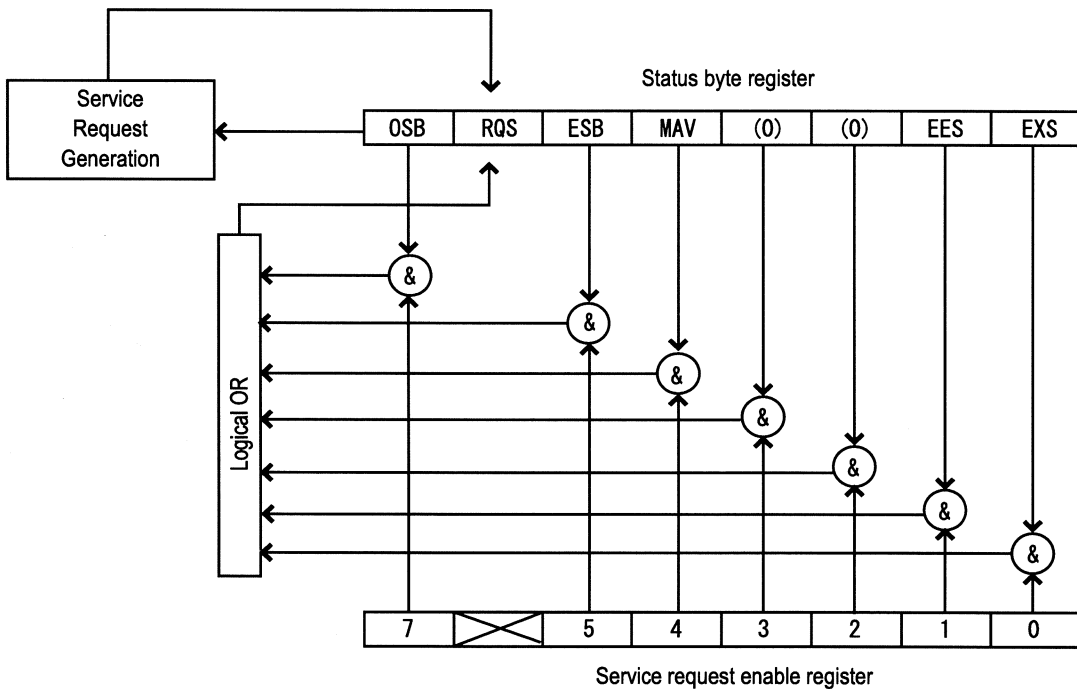 Status byte register
Service
Request
Generation
OSB RQS ESB MAV (0) (0) EES EXS
&
&
&
&
&
&
&
Logical OR
7 5 4 3 2 1 0
Service request enable register